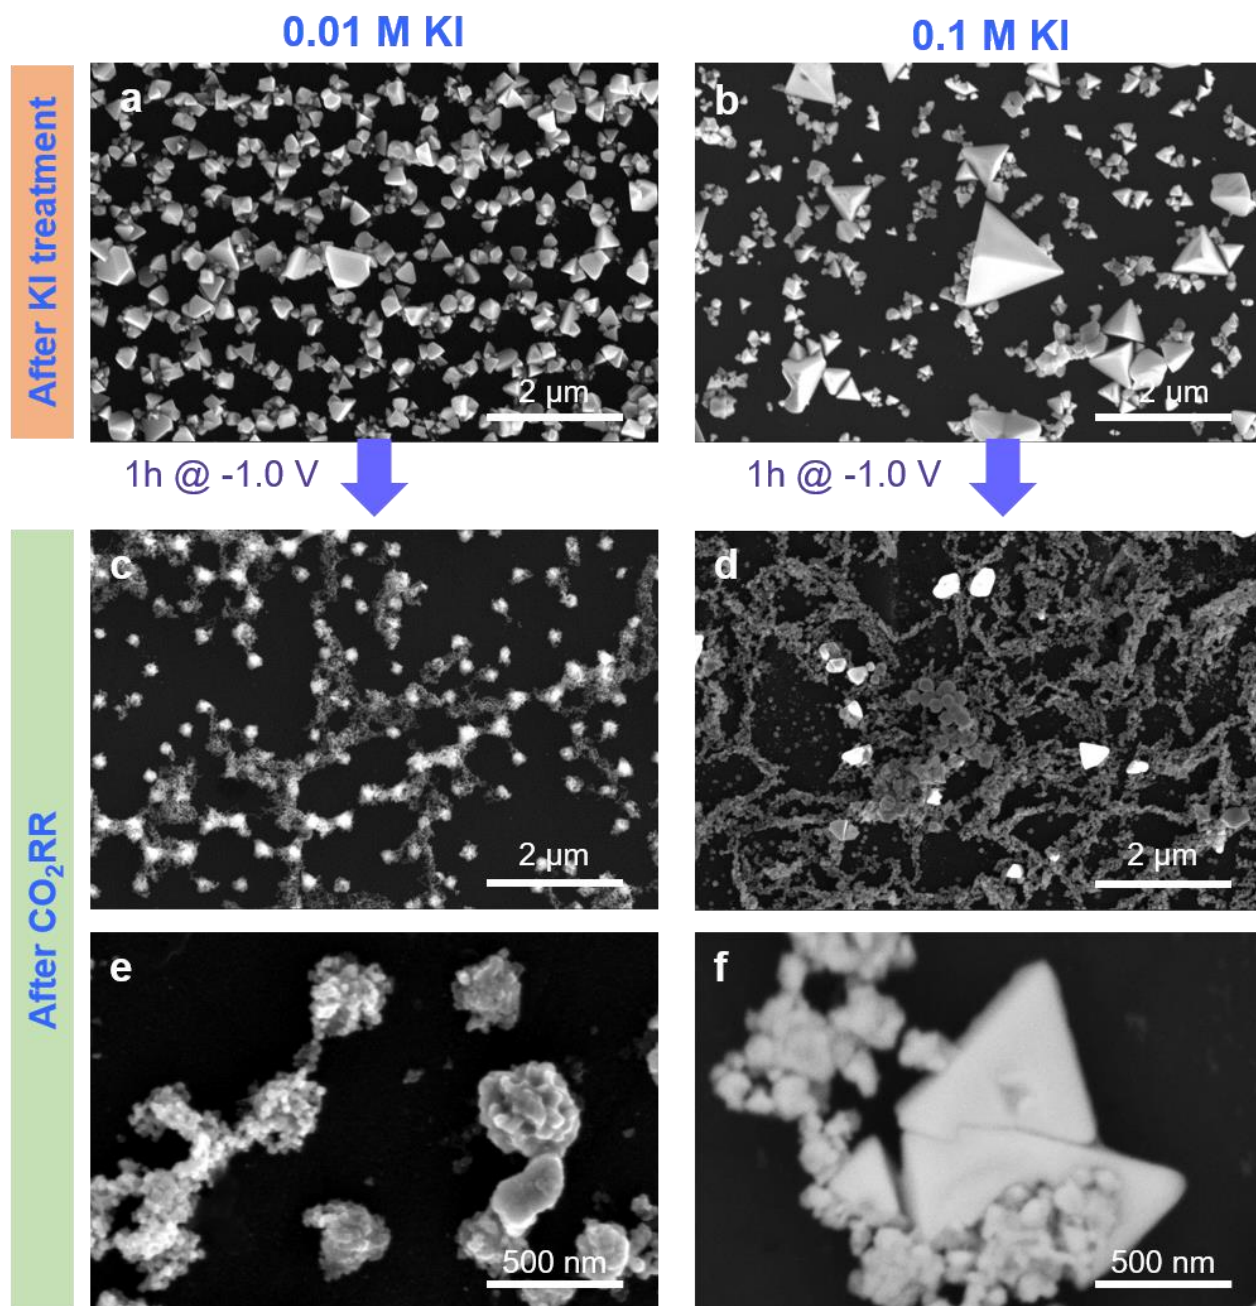 0.01 M KI
0.1 M KI
After KI treatment
a
2 µm
b
2 µm
1h @ -1.0 V
1h @ -1.0 V
After CO₂RR
c
2 µm
d
2 µm
e
500 nm
f
500 nm